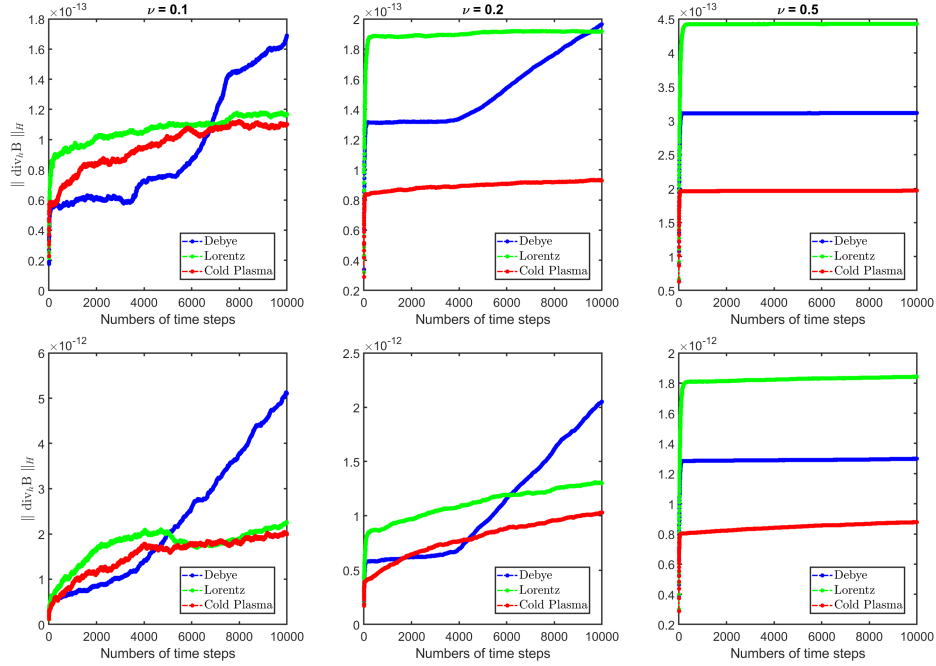 ν = 0.1
ν = 0.2
ν = 0.5
×10⁻¹³
1.8
1.6
1.4
1.2
1
0.8
0.6
0.4
0.2
0
|| div_h B ||_H
0 2000 4000 6000 8000 10000
Numbers of time steps
Debye
Lorentz
Cold Plasma
×10⁻¹³
2
1.8
1.6
1.4
1.2
1
0.8
0.6
0.4
0.2
0 2000 4000 6000 8000 10000
Numbers of time steps
Debye
Lorentz
Cold Plasma
×10⁻¹³
4.5
4
3.5
3
2.5
2
1.5
1
0.5
0 2000 4000 6000 8000 10000
Numbers of time steps
Debye
Lorentz
Cold Plasma
×10⁻¹²
6
5
4
3
2
1
0
|| div_h B ||_H
0 2000 4000 6000 8000 10000
Numbers of time steps
Debye
Lorentz
Cold Plasma
×10⁻¹²
2.5
2
1.5
1
0.5
0
0 2000 4000 6000 8000 10000
Numbers of time steps
Debye
Lorentz
Cold Plasma
×10⁻¹²
2
1.8
1.6
1.4
1.2
1
0.8
0.6
0.4
0.2
0 2000 4000 6000 8000 10000
Numbers of time steps
Debye
Lorentz
Cold Plasma